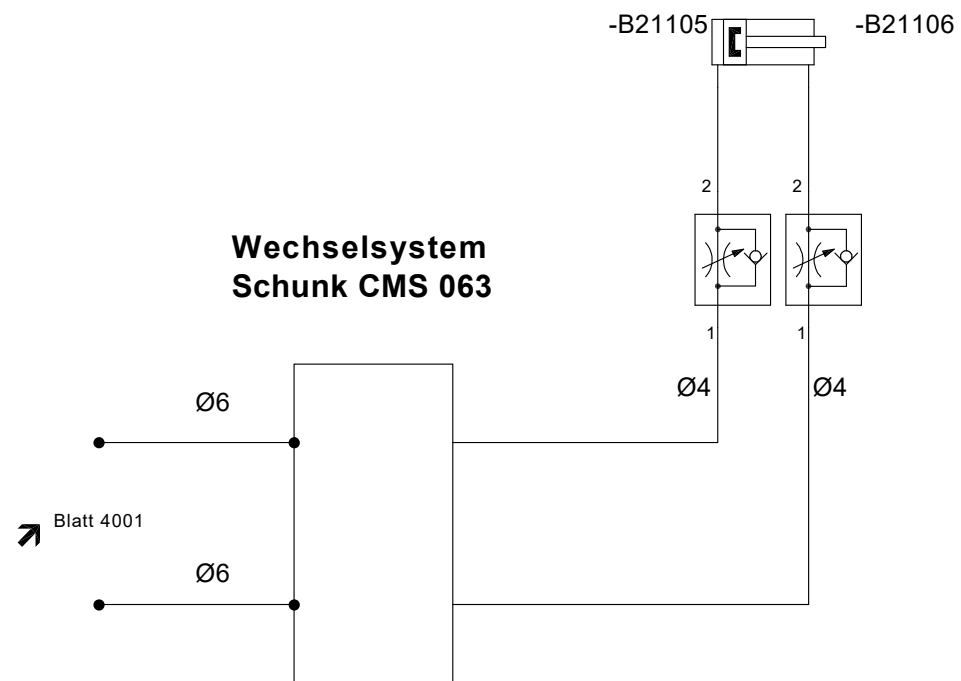 -B21105
-B21106
2
2
Wechselsystem
Schunk CMS 063
1
1
Ø4
Ø4
Ø6
Blatt 4001
Ø6